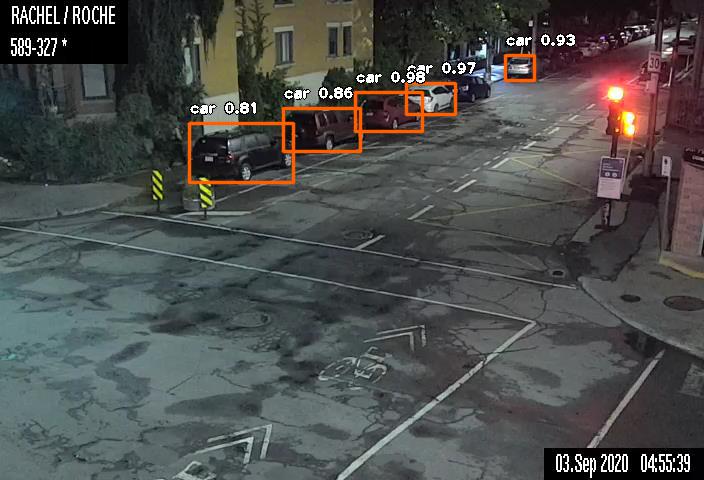 RACHEL / ROCHE
589-327 *
car 0.93
car 0.97
car 0.98
car 0.86
car 0.81
30
03.Sep 2020 04:55:39